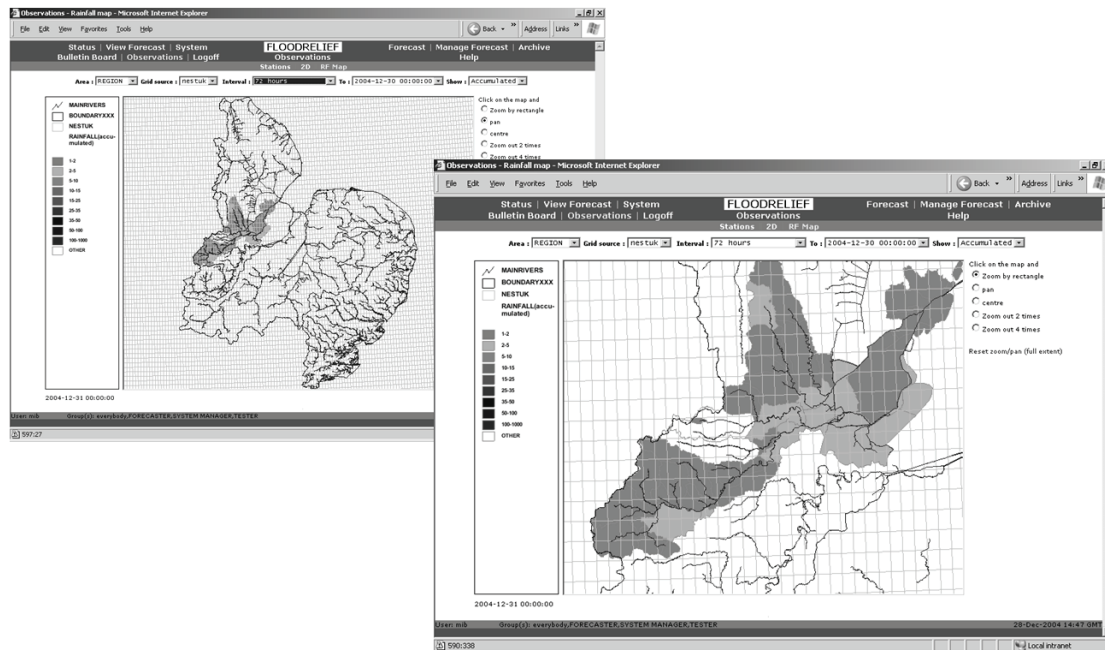 Observations - Rainfall map - Microsoft Internet Explorer
File Edit View Favorites Tools Help
Back Address Links
Status | View Forecast | System FLOODRELIEF Forecast | Manage Forecast | Archive
Bulletin Board | Observations | Logoff Observations Help
Stations 2D RF Map
Area : REGION Grid source : nestuk Interval : 72 hours To : 2004-12-30 00:00:00 Show : Accumulated
MAINRIVERS
BOUNDARYXXX
NESTUK
RAINFALL(accu-
mulated)
1-2
2-5
5-10
10-15
15-25
25-35
35-50
50-100
100-1000
OTHER
Click on the map and
Zoom by rectangle
pan
centre
Zoom out 2 times
Zoom out 4 times
2004-12-31 00:00:00
User: mib Group(s): everybody,FORECASTER,SYSTEM MANAGER,TESTER
597:27
Observations - Rainfall map - Microsoft Internet Explorer
File Edit View Favorites Tools Help
Back Address Links
Status | View Forecast | System FLOODRELIEF Forecast | Manage Forecast | Archive
Bulletin Board | Observations | Logoff Observations Help
Stations 2D RF Map
Area : REGION Grid source : nestuk Interval : 72 hours To : 2004-12-30 00:00:00 Show : Accumulated
MAINRIVERS
BOUNDARYXXX
NESTUK
RAINFALL(accu-
mulated)
1-2
2-5
5-10
10-15
15-25
25-35
35-50
50-100
100-1000
OTHER
Click on the map and
Zoom by rectangle
pan
centre
Zoom out 2 times
Zoom out 4 times
Reset zoom/pan (full extent)
2004-12-31 00:00:00
User: mib Group(s): everybody,FORECASTER,SYSTEM MANAGER,TESTER 28-Dec-2004 14:47 GMT
590:338 Local intranet